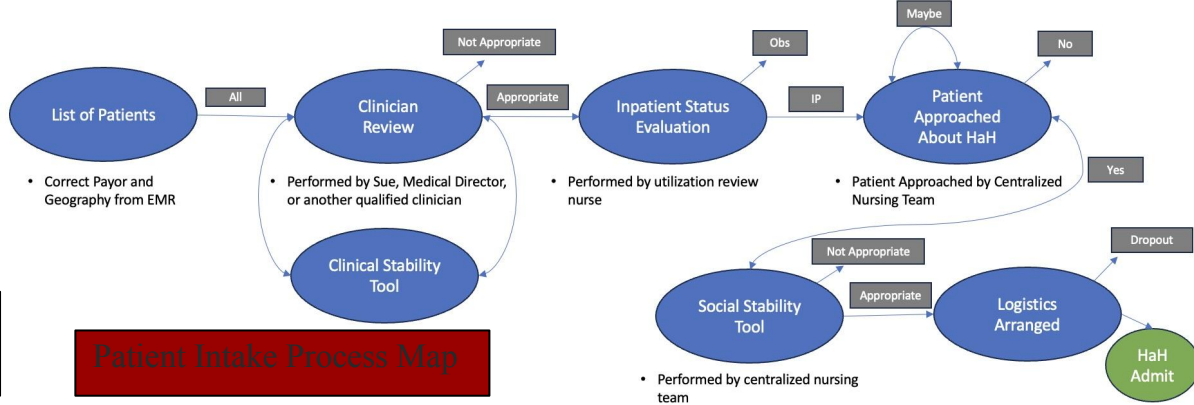 Maybe
Not Appropriate
Obs
No
List of Patients
All
Clinician
Review
Appropriate
Inpatient Status
Evaluation
IP
Patient
Approached
About HaH
• Correct Payor and
Geography from EMR
• Performed by Sue, Medical Director,
or another qualified clinician
• Performed by utilization review
nurse
• Patient Approached by Centralized
Nursing Team
Yes
Clinical Stability
Tool
Not Appropriate
Dropout
Social Stability
Tool
Appropriate
Logistics
Arranged
HaH
Admit
Patient Intake Process Map
• Performed by centralized nursing
team